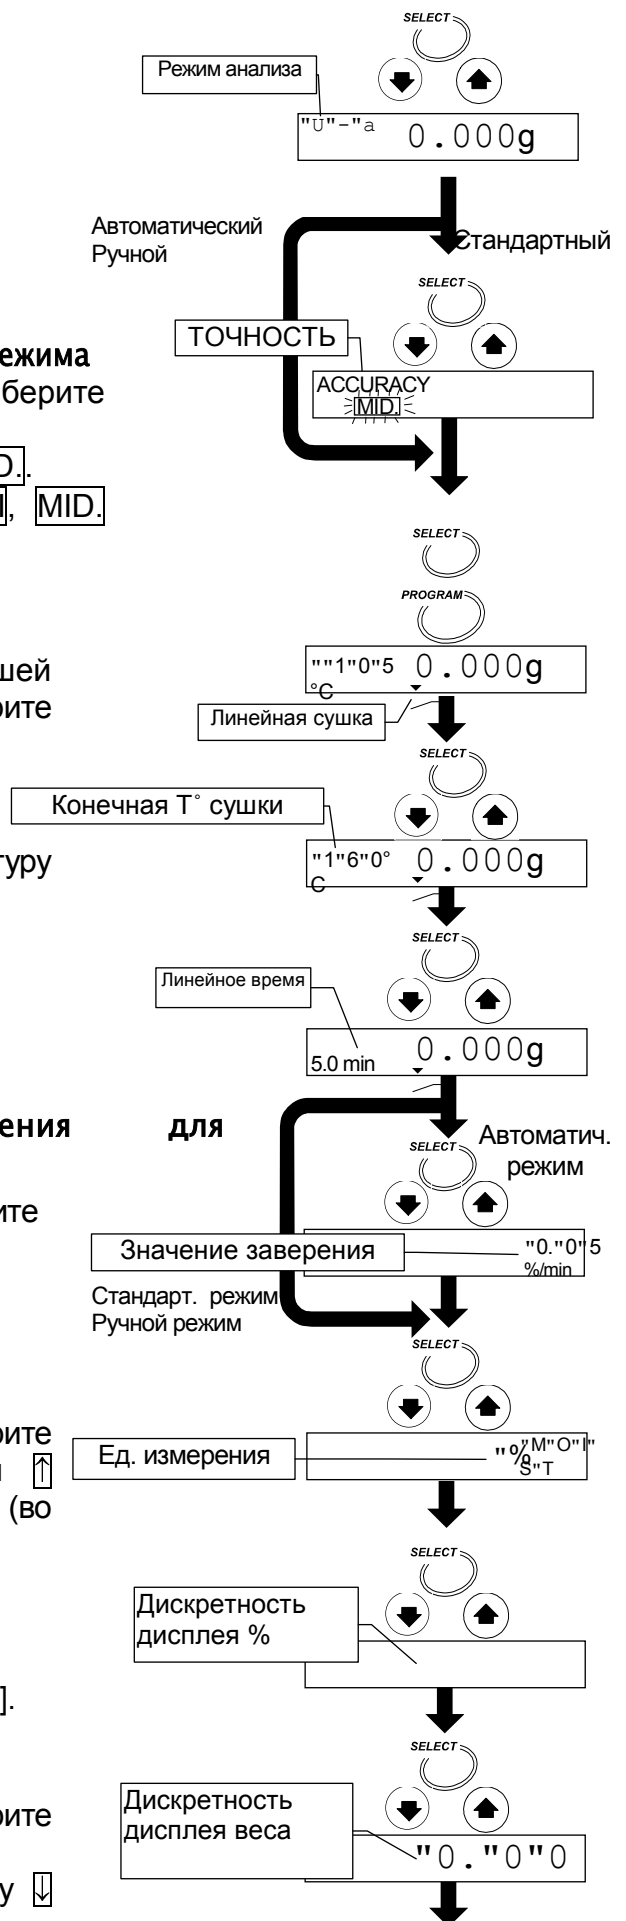 SELECT
Режим анализа
"U"-"a 0.000g
Автоматический
Ручной
Стандартный
SELECT
ТОЧНОСТЬ
ежима
берите
ACCURACY
MID.
D..
, MID.
SELECT
PROGRAM
шей
""1"0"5 0.000g
°C
рите
Линейная сушка
SELECT
Конечная T° сушки
туру
"1"6"0° 0.000g
C
SELECT
Линейное время
5.0 min 0.000g
ения для
Автоматич.
режим
SELECT
ите
Значение заверения
"0."0"5
%/min
Стандарт. режим
Ручной режим
SELECT
рите
Ед. измерения
"% "M"O"I"
S"T
↑
(во
SELECT
Дискретность
дисплея %
].
SELECT
Дискретность
дисплея веса
рите
"0."0"0
у ↓